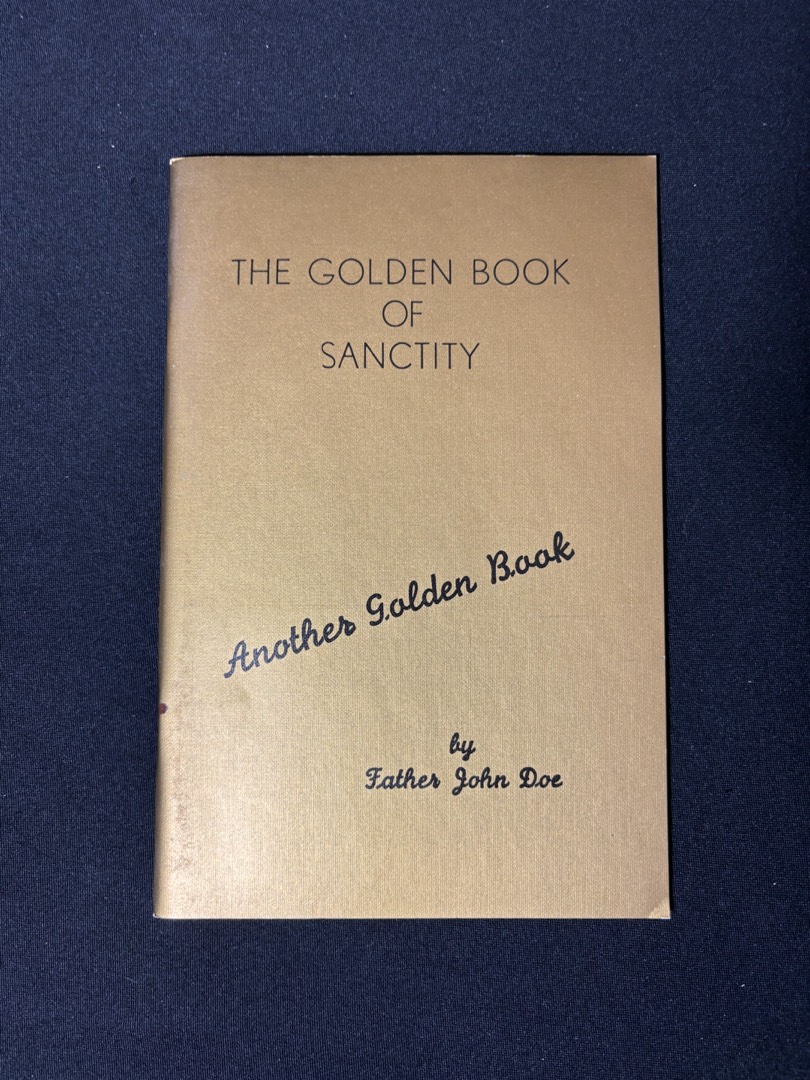 THE GOLDEN BOOK
OF
SANCTITY
Another Golden Book
by
Father John Doe